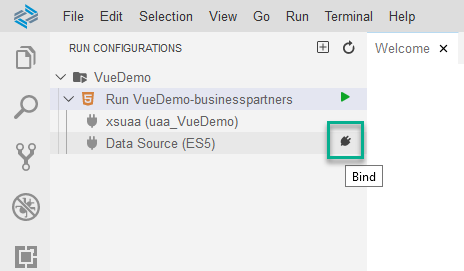 File Edit Selection View Go Run Terminal Help
RUN CONFIGURATIONS
Welcome
VueDemo
Run VueDemo-businesspartners
xsuaa (uaa_VueDemo)
Data Source (ES5)
Bind